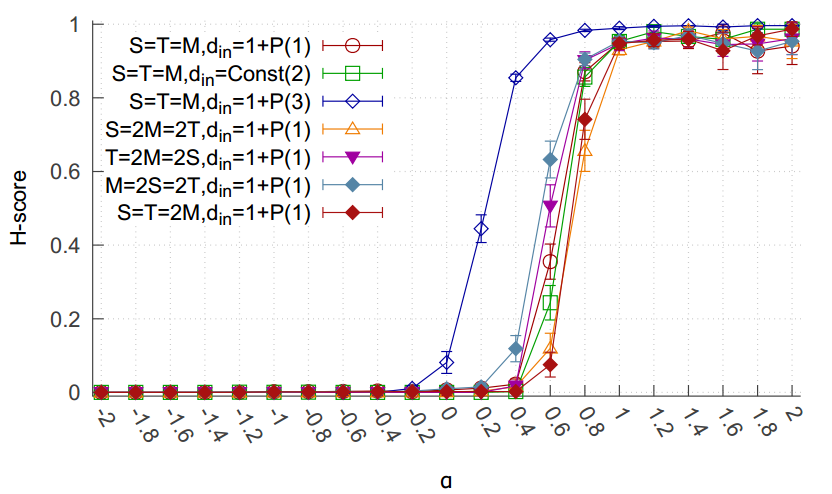 H-score
1
0.8
0.6
0.4
0.2
0
S=T=M,din=1+P(1)
S=T=M,din=Const(2)
S=T=M,din=1+P(3)
S=2M=2T,din=1+P(1)
T=2M=2S,din=1+P(1)
M=2S=2T,din=1+P(1)
S=T=2M,din=1+P(1)
-2 -1.8 -1.6 -1.4 -1.2 -1 -0.8 -0.6 -0.4 -0.2 0 0.2 0.4 0.6 0.8 1 1.2 1.4 1.6 1.8 2
α